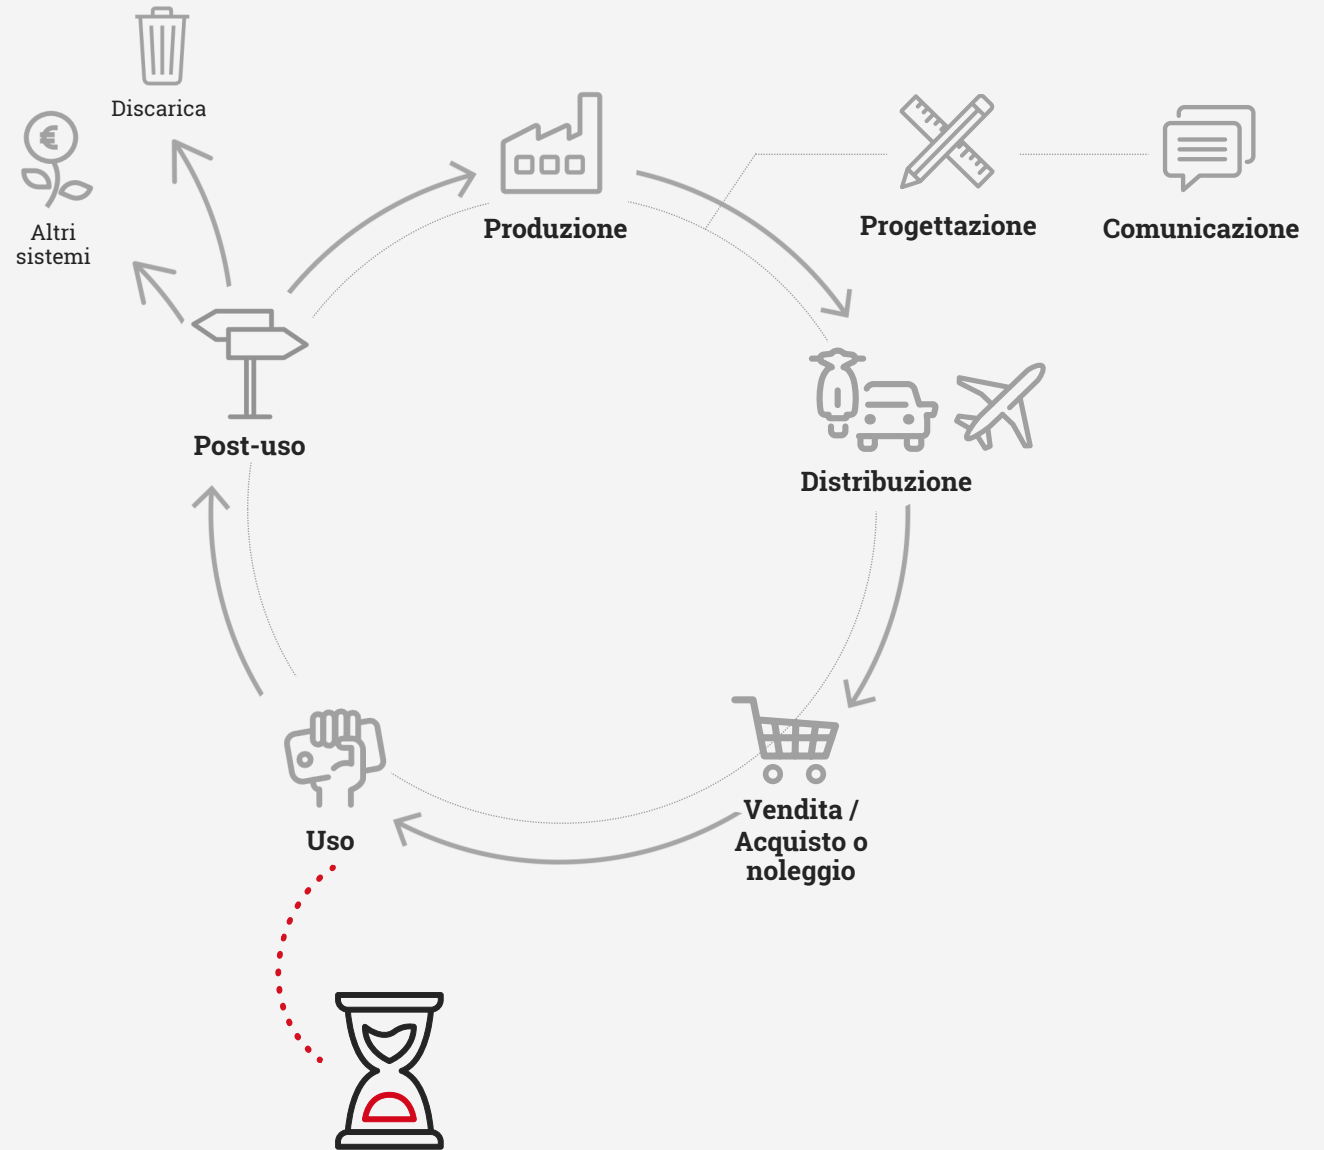 Discarica
€
Altri
sistemi
Produzione
Progettazione
Comunicazione
Post-uso
Distribuzione
Vendita /
Acquisto o
noleggio
Uso